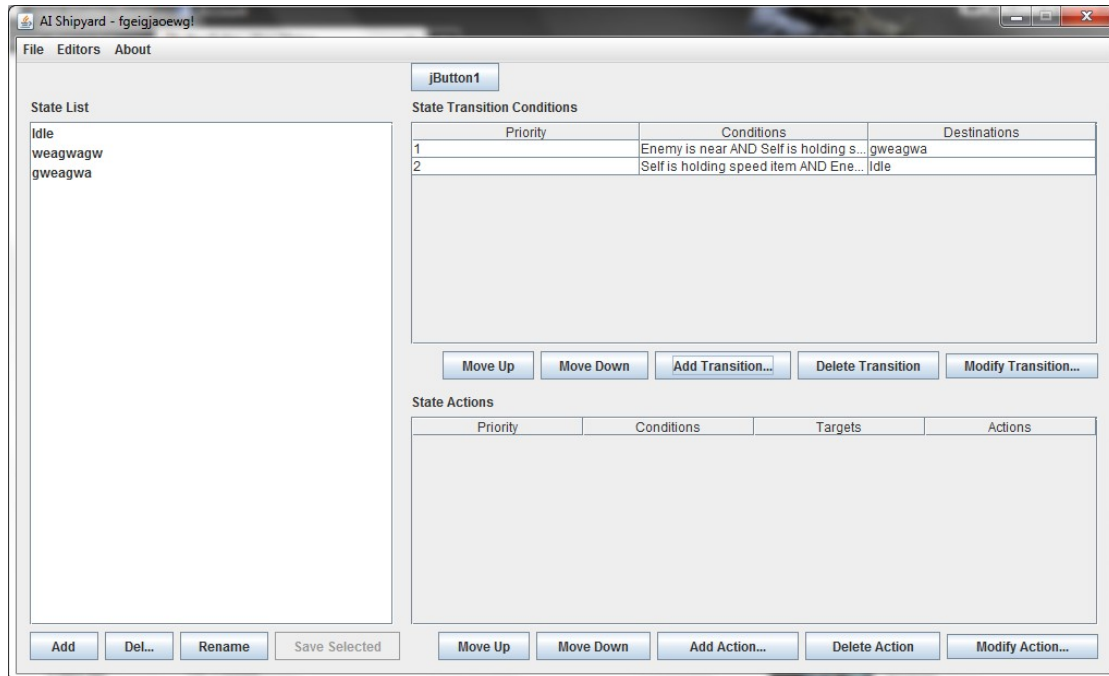 AI Shipyard - fgeigjaoewg!
File Editors About
jButton1
State List
Idle
weagwagw
gweagwa
State Transition Conditions
Priority Conditions Destinations
1 Enemy is near AND Self is holding s... gweagwa
2 Self is holding speed item AND Ene... Idle
Move Up Move Down Add Transition... Delete Transition Modify Transition...
State Actions
Priority Conditions Targets Actions
Add Del... Rename Save Selected
Move Up Move Down Add Action... Delete Action Modify Action...